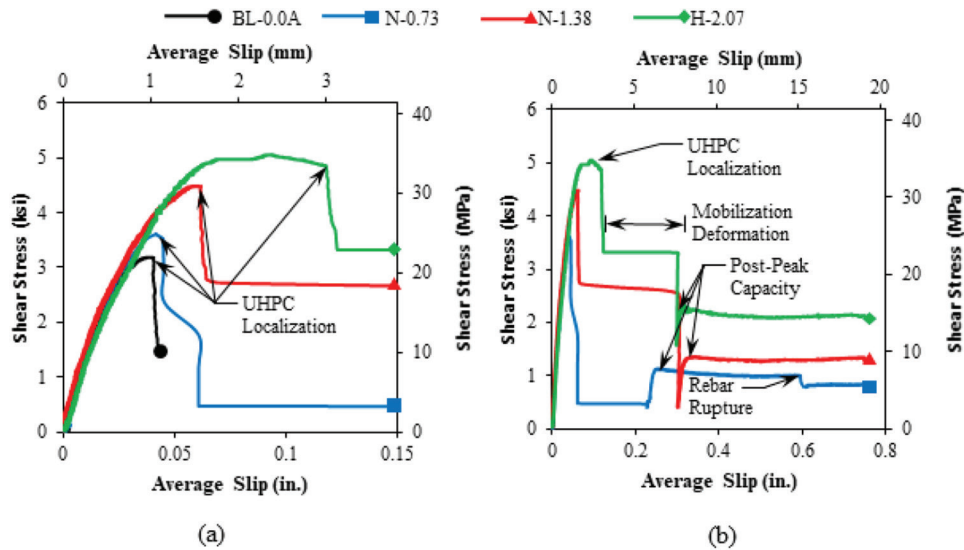 BL-0.0A N-0.73 N-1.38 H-2.07
Average Slip (mm)
0 1 2 3
6
5
4
3
2
1
0
Shear Stress (ksi)
40
30
20
10
0
Shear Stress (MPa)
UHPC
Localization
0 0.05 0.1 0.15
Average Slip (in.)
(a)
Average Slip (mm)
0 5 10 15 20
6
5
4
3
2
1
0
Shear Stress (ksi)
40
30
20
10
0
Shear Stress (MPa)
UHPC
Localization
Mobilization
Deformation
Post-Peak
Capacity
Rebar
Rupture
0 0.2 0.4 0.6 0.8
Average Slip (in.)
(b)